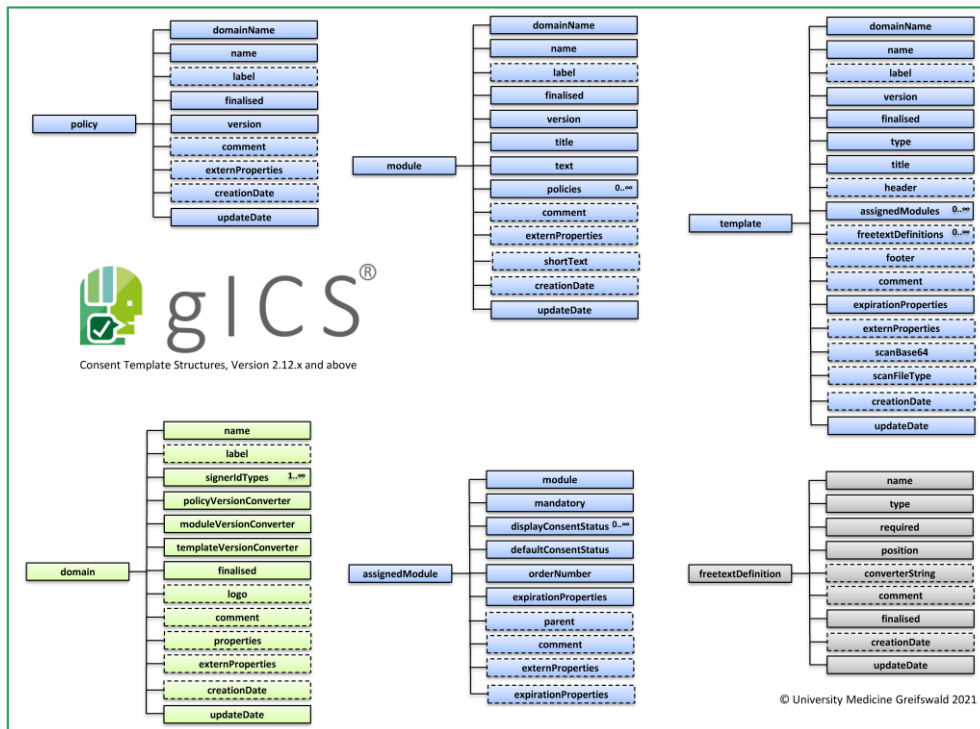 policy
domainName
name
label
finalised
version
comment
externProperties
creationDate
updateDate
module
domainName
name
label
finalised
version
title
text
policies 0..∞
comment
externProperties
shortText
creationDate
updateDate
template
domainName
name
label
version
finalised
type
title
header
assignedModules 0..∞
freetextDefinitions 0..∞
footer
comment
expirationProperties
externProperties
scanBase64
scanFileType
creationDate
updateDate
gICS®
Consent Template Structures, Version 2.12.x and above
domain
name
label
signerIdTypes 1..∞
policyVersionConverter
moduleVersionConverter
templateVersionConverter
finalised
logo
comment
properties
externProperties
creationDate
updateDate
assignedModule
module
mandatory
displayConsentStatus 0..∞
defaultConsentStatus
orderNumber
expirationProperties
parent
comment
externProperties
expirationProperties
freetextDefinition
name
type
required
position
converterString
comment
finalised
creationDate
updateDate
© University Medicine Greifswald 2021